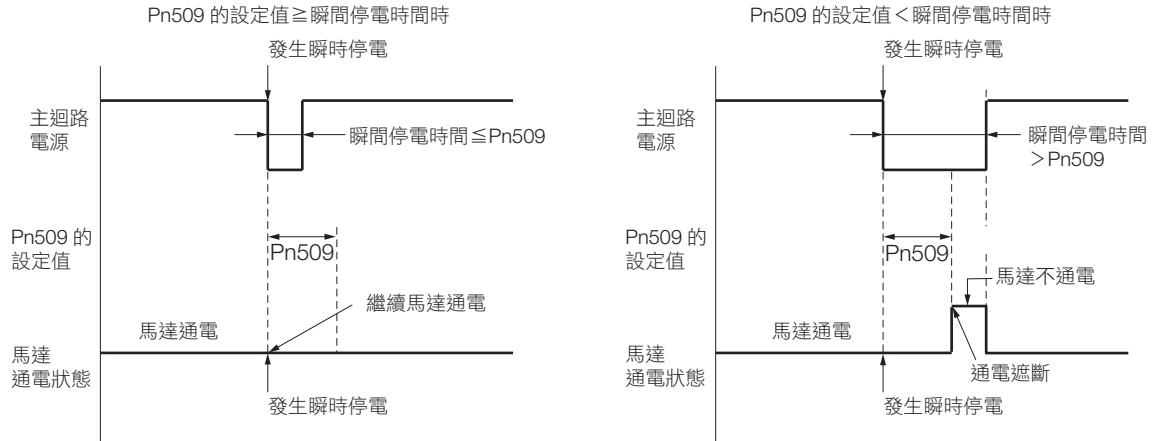 Pn509 的設定值≧瞬間停電時間時
發生瞬時停電
主迴路
電源
瞬間停電時間≦Pn509
Pn509 的
設定值
Pn509
繼續馬達通電
馬達通電
馬達
通電狀態
發生瞬時停電
Pn509 的設定值＜瞬間停電時間時
發生瞬時停電
主迴路
電源
瞬間停電時間
＞Pn509
Pn509 的
設定值
Pn509
馬達不通電
馬達通電
馬達
通電狀態
通電遮斷
發生瞬時停電